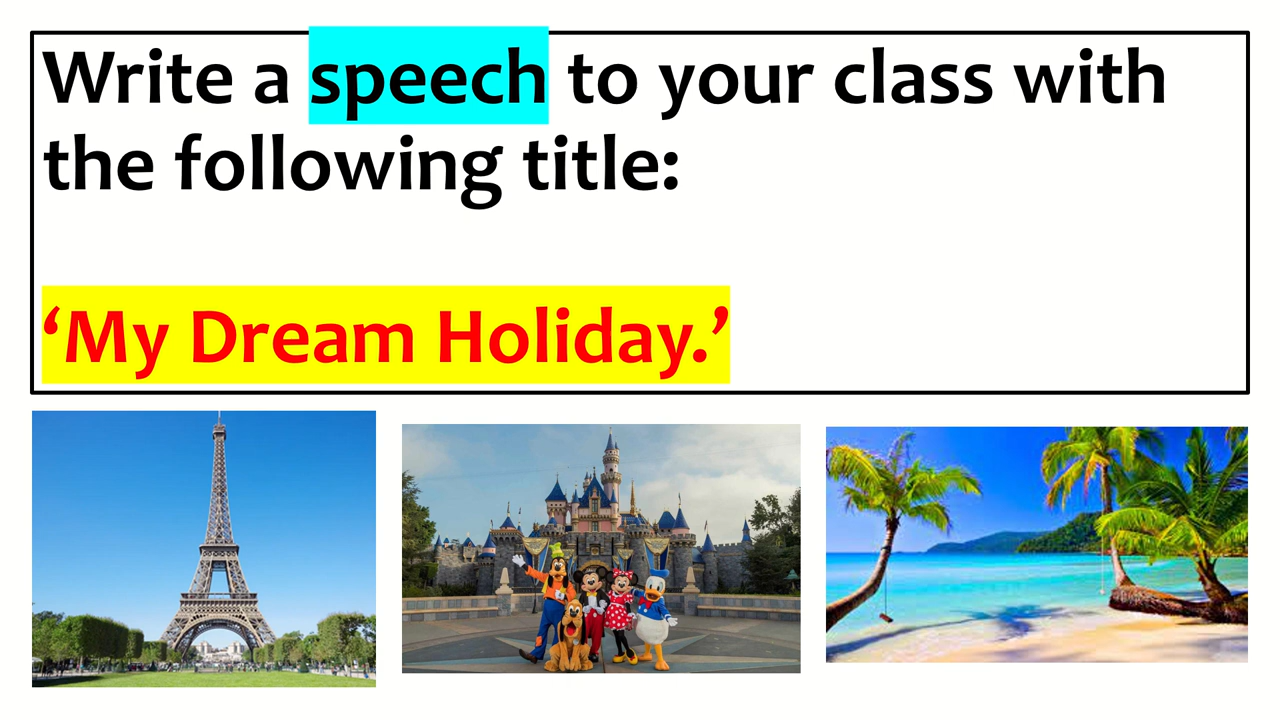 Write a speech to your class with
the following title:
‘My Dream Holiday.’